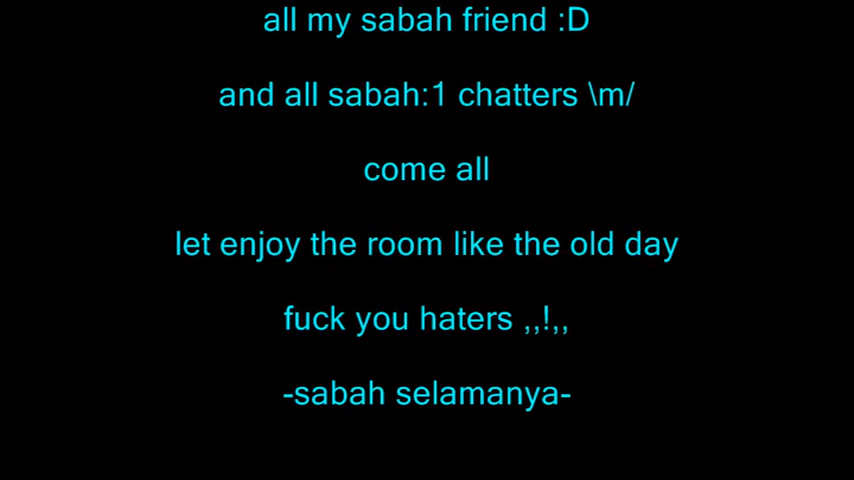 all my sabah friend :D
and all sabah:1 chatters \m/
come all
let enjoy the room like the old day
fuck you haters ,,!,,
-sabah selamanya-